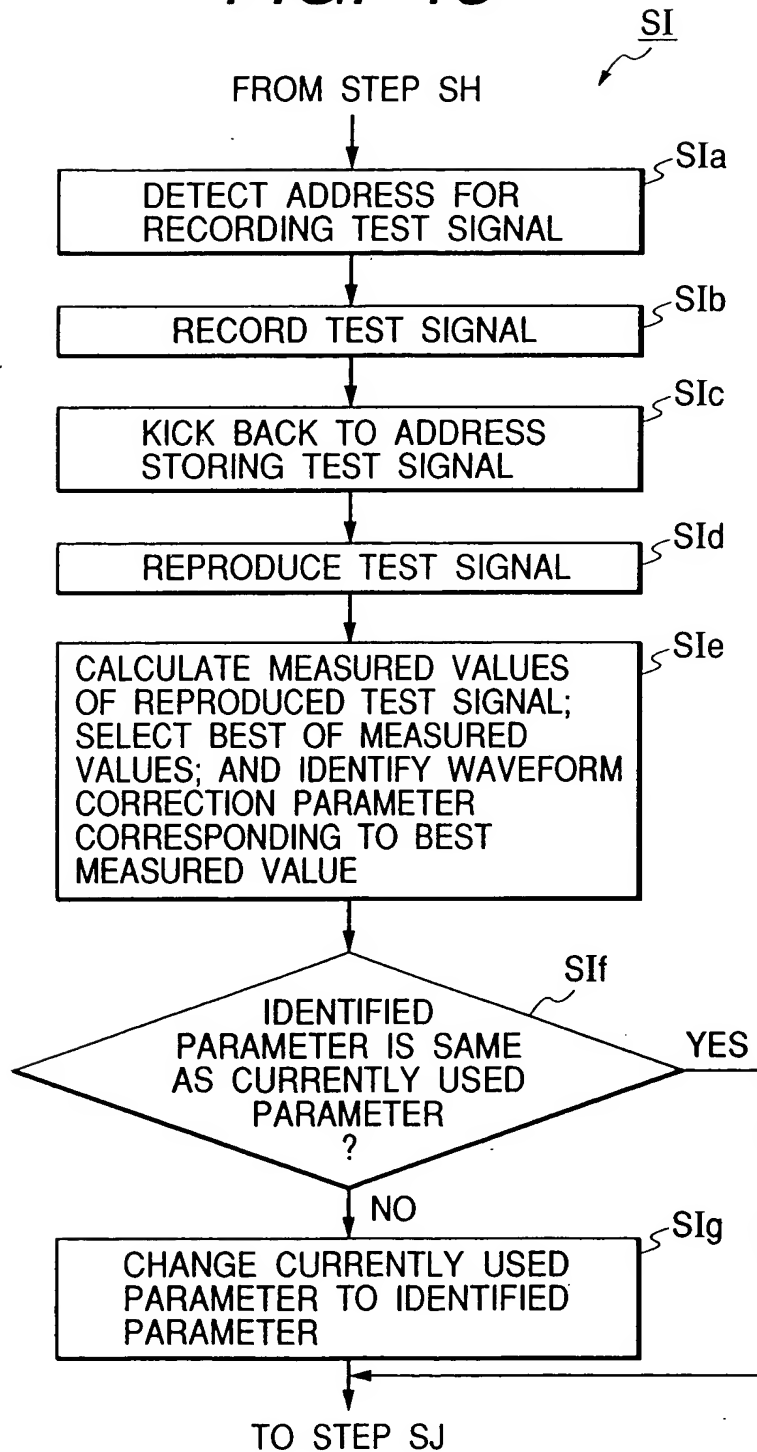 SI
FROM STEP SH
SIa
DETECT ADDRESS FOR
RECORDING TEST SIGNAL
SIb
RECORD TEST SIGNAL
SIc
KICK BACK TO ADDRESS
STORING TEST SIGNAL
SId
REPRODUCE TEST SIGNAL
SIe
CALCULATE MEASURED VALUES
OF REPRODUCED TEST SIGNAL;
SELECT BEST OF MEASURED
VALUES; AND IDENTIFY WAVEFORM
CORRECTION PARAMETER
CORRESPONDING TO BEST
MEASURED VALUE
SIf
IDENTIFIED
PARAMETER IS SAME
AS CURRENTLY USED
PARAMETER
?
YES
NO
SIg
CHANGE CURRENTLY USED
PARAMETER TO IDENTIFIED
PARAMETER
TO STEP SJ